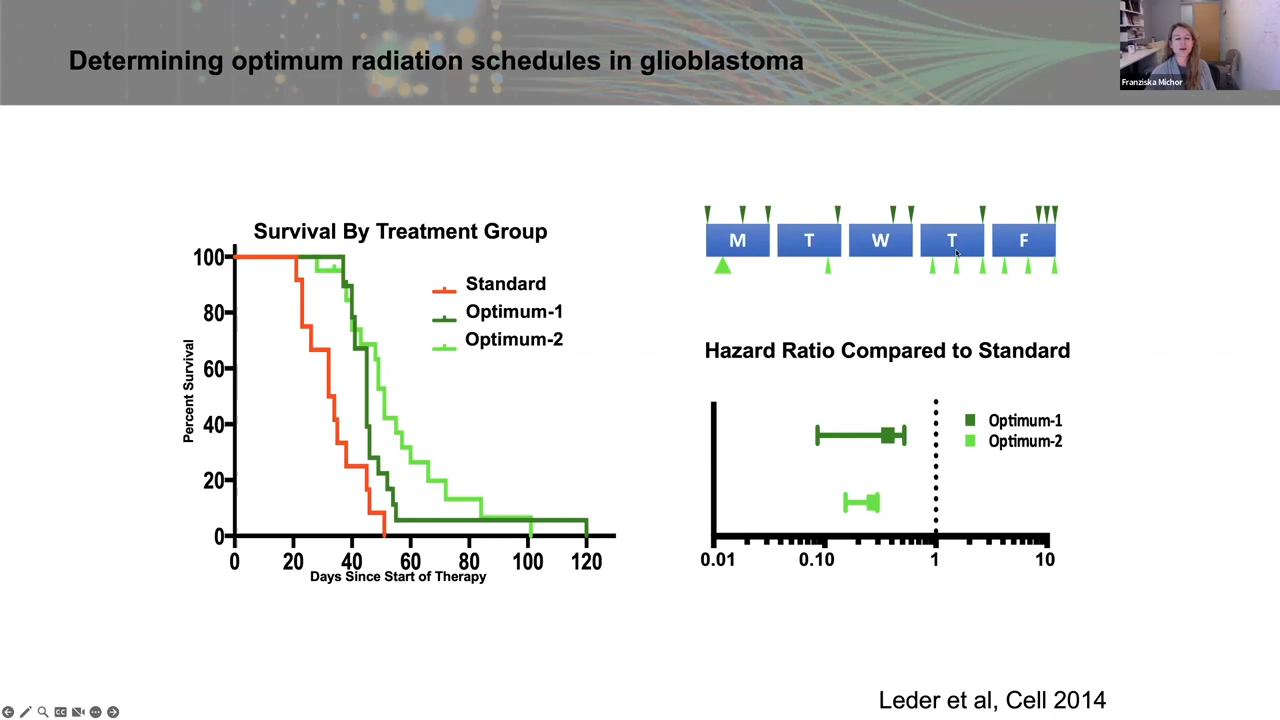 Determining optimum radiation schedules in glioblastoma
Franziska Michor
Survival By Treatment Group
Percent Survival
100
80
60
40
20
0
0 20 40 60 80 100 120
Days Since Start of Therapy
Standard
Optimum-1
Optimum-2
M T W T F
Hazard Ratio Compared to Standard
Optimum-1
Optimum-2
0.01 0.10 1 10
Leder et al, Cell 2014
CC